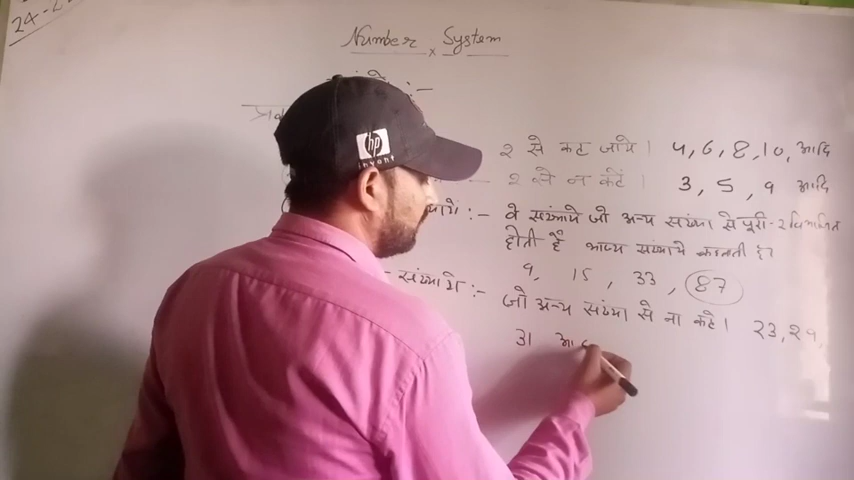 24-2
Number System
2 से कट जाये। 4, 6, 8, 10, आदि
2 से न कटें। 3, 5, 9 आदि
:- वे संख्याये जो अन्य संख्या से पूरी-2 विभाजित
होती हैं भाज्य संख्याये कहलाती हैं।
9, 15, 33, 87
संख्यायें :- जो अन्य संख्या से ना कटे। 23, 29,
31
hp
invent